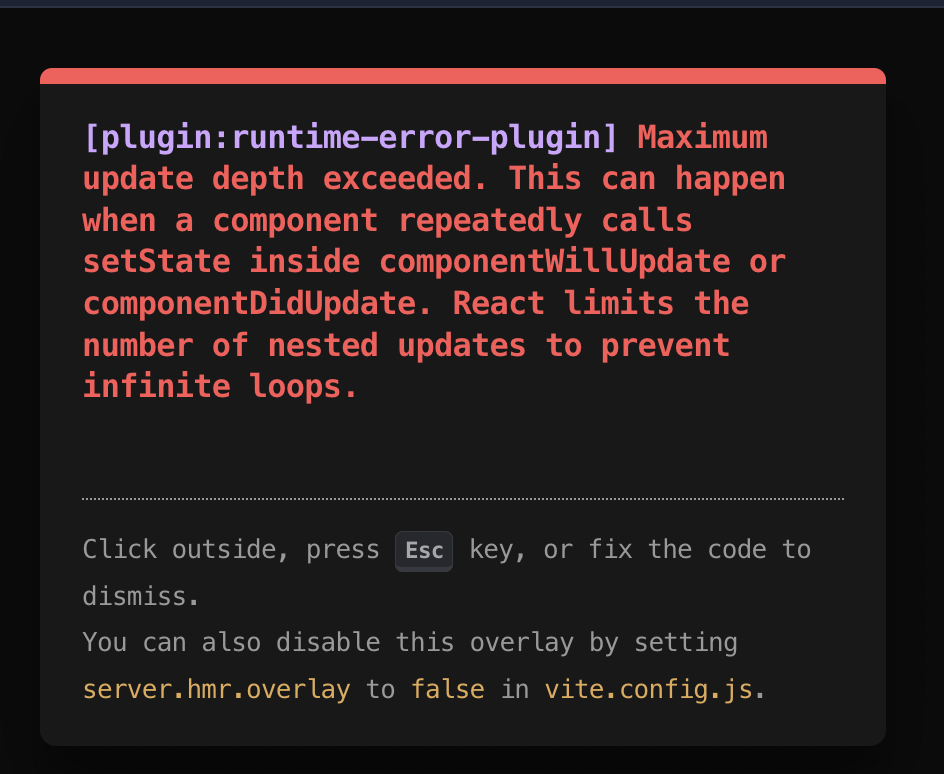 [plugin:runtime-error-plugin] Maximum
update depth exceeded. This can happen
when a component repeatedly calls
setState inside componentWillUpdate or
componentDidUpdate. React limits the
number of nested updates to prevent
infinite loops.
Click outside, press Esc key, or fix the code to
dismiss.
You can also disable this overlay by setting
server.hmr.overlay to false in vite.config.js.